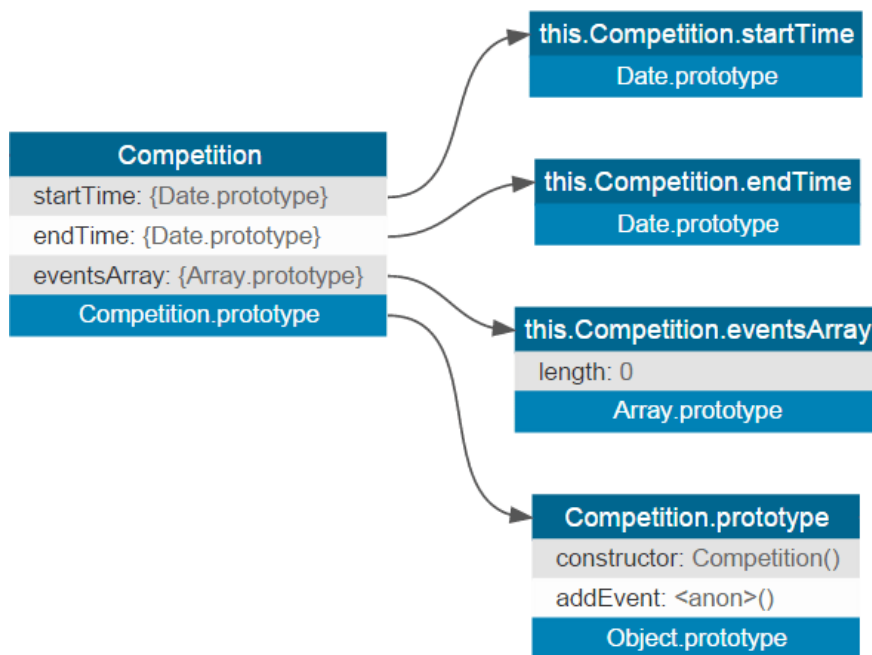 Competition
startTime: {Date.prototype}
endTime: {Date.prototype}
eventsArray: {Array.prototype}
Competition.prototype
this.Competition.startTime
Date.prototype
this.Competition.endTime
Date.prototype
this.Competition.eventsArray
length: 0
Array.prototype
Competition.prototype
constructor: Competition()
addEvent: <anon>()
Object.prototype